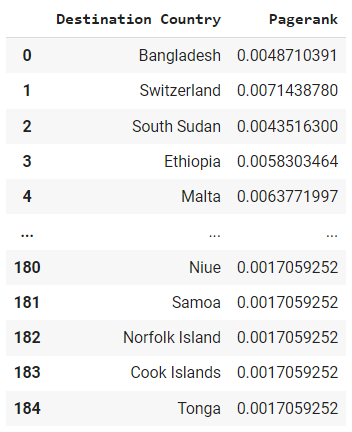 Destination Country Pagerank
0 Bangladesh 0.0048710391
1 Switzerland 0.0071438780
2 South Sudan 0.0043516300
3 Ethiopia 0.0058303464
4 Malta 0.0063771997
... ... ...
180 Niue 0.0017059252
181 Samoa 0.0017059252
182 Norfolk Island 0.0017059252
183 Cook Islands 0.0017059252
184 Tonga 0.0017059252